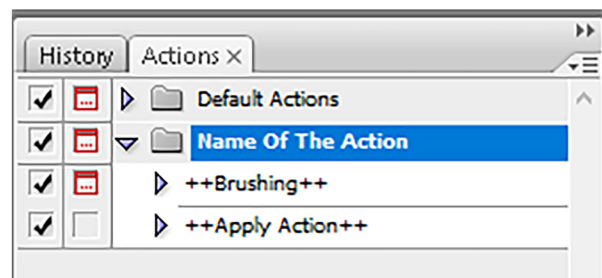 History Actions ×
Default Actions
Name Of The Action
++Brushing++
++Apply Action++